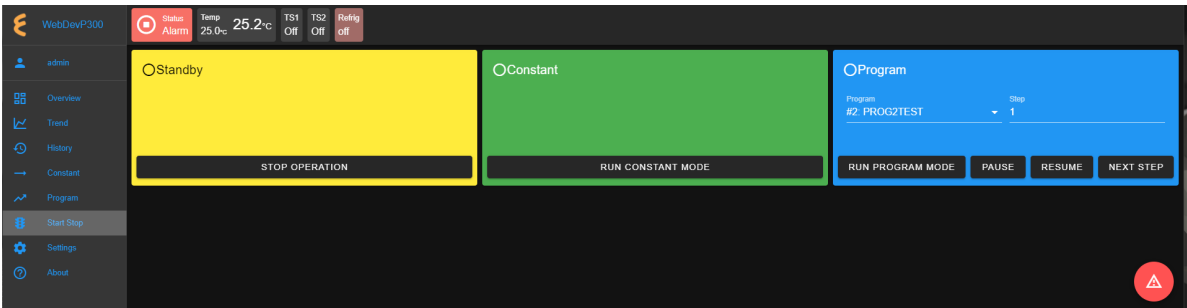 WebDevP300
Status
Alarm
Temp
25.0°c 25.2°c
TS1
Off
TS2
Off
Refrig
off
admin
Overview
Trend
History
Constant
Program
Start Stop
Settings
About
Standby
STOP OPERATION
Constant
RUN CONSTANT MODE
Program
Program
#2: PROG2TEST
Step
1
RUN PROGRAM MODE PAUSE RESUME NEXT STEP